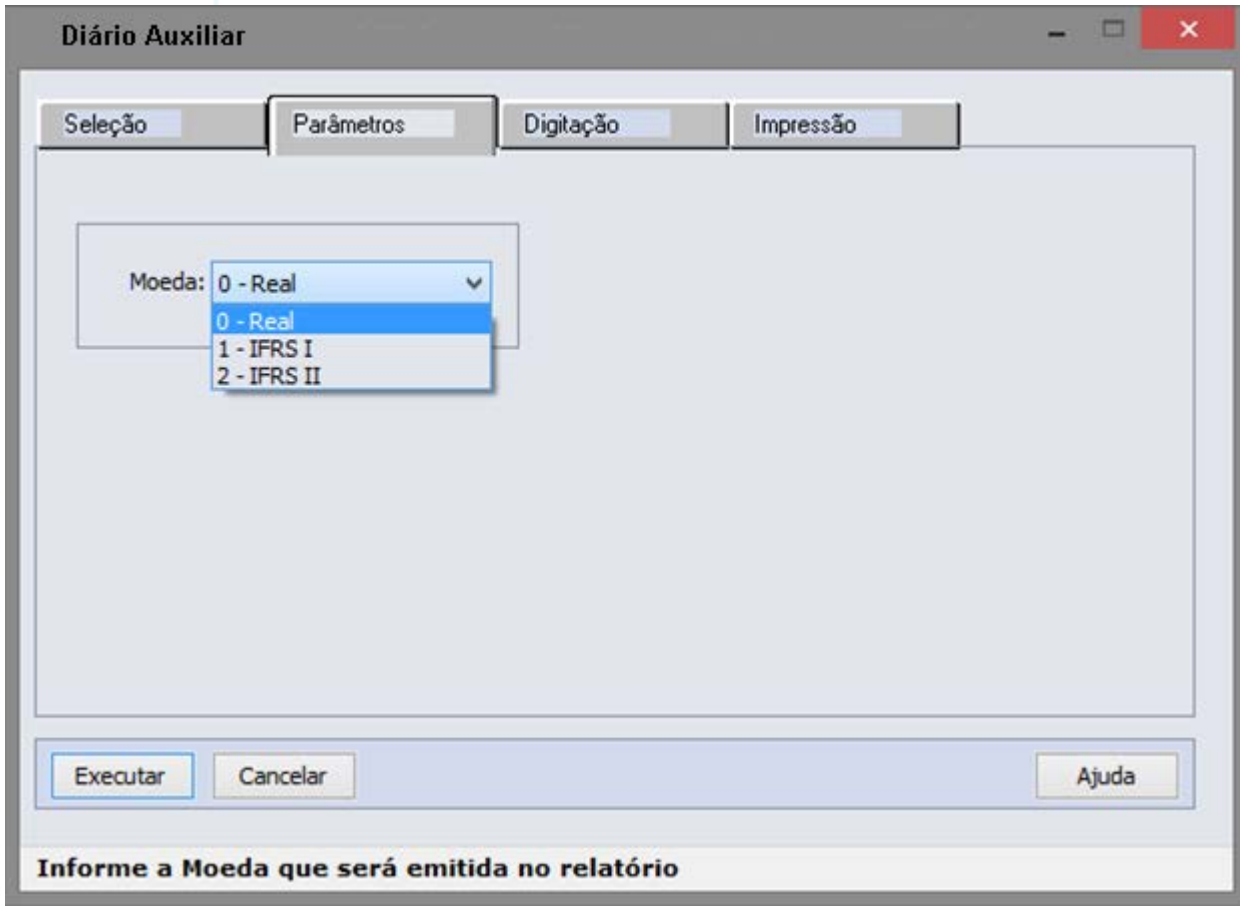 Diário Auxiliar
Seleção Parâmetros Digitação Impressão
Moeda: 0 - Real
0 - Real
1 - IFRS I
2 - IFRS II
Executar Cancelar Ajuda
Informe a Moeda que será emitida no relatório